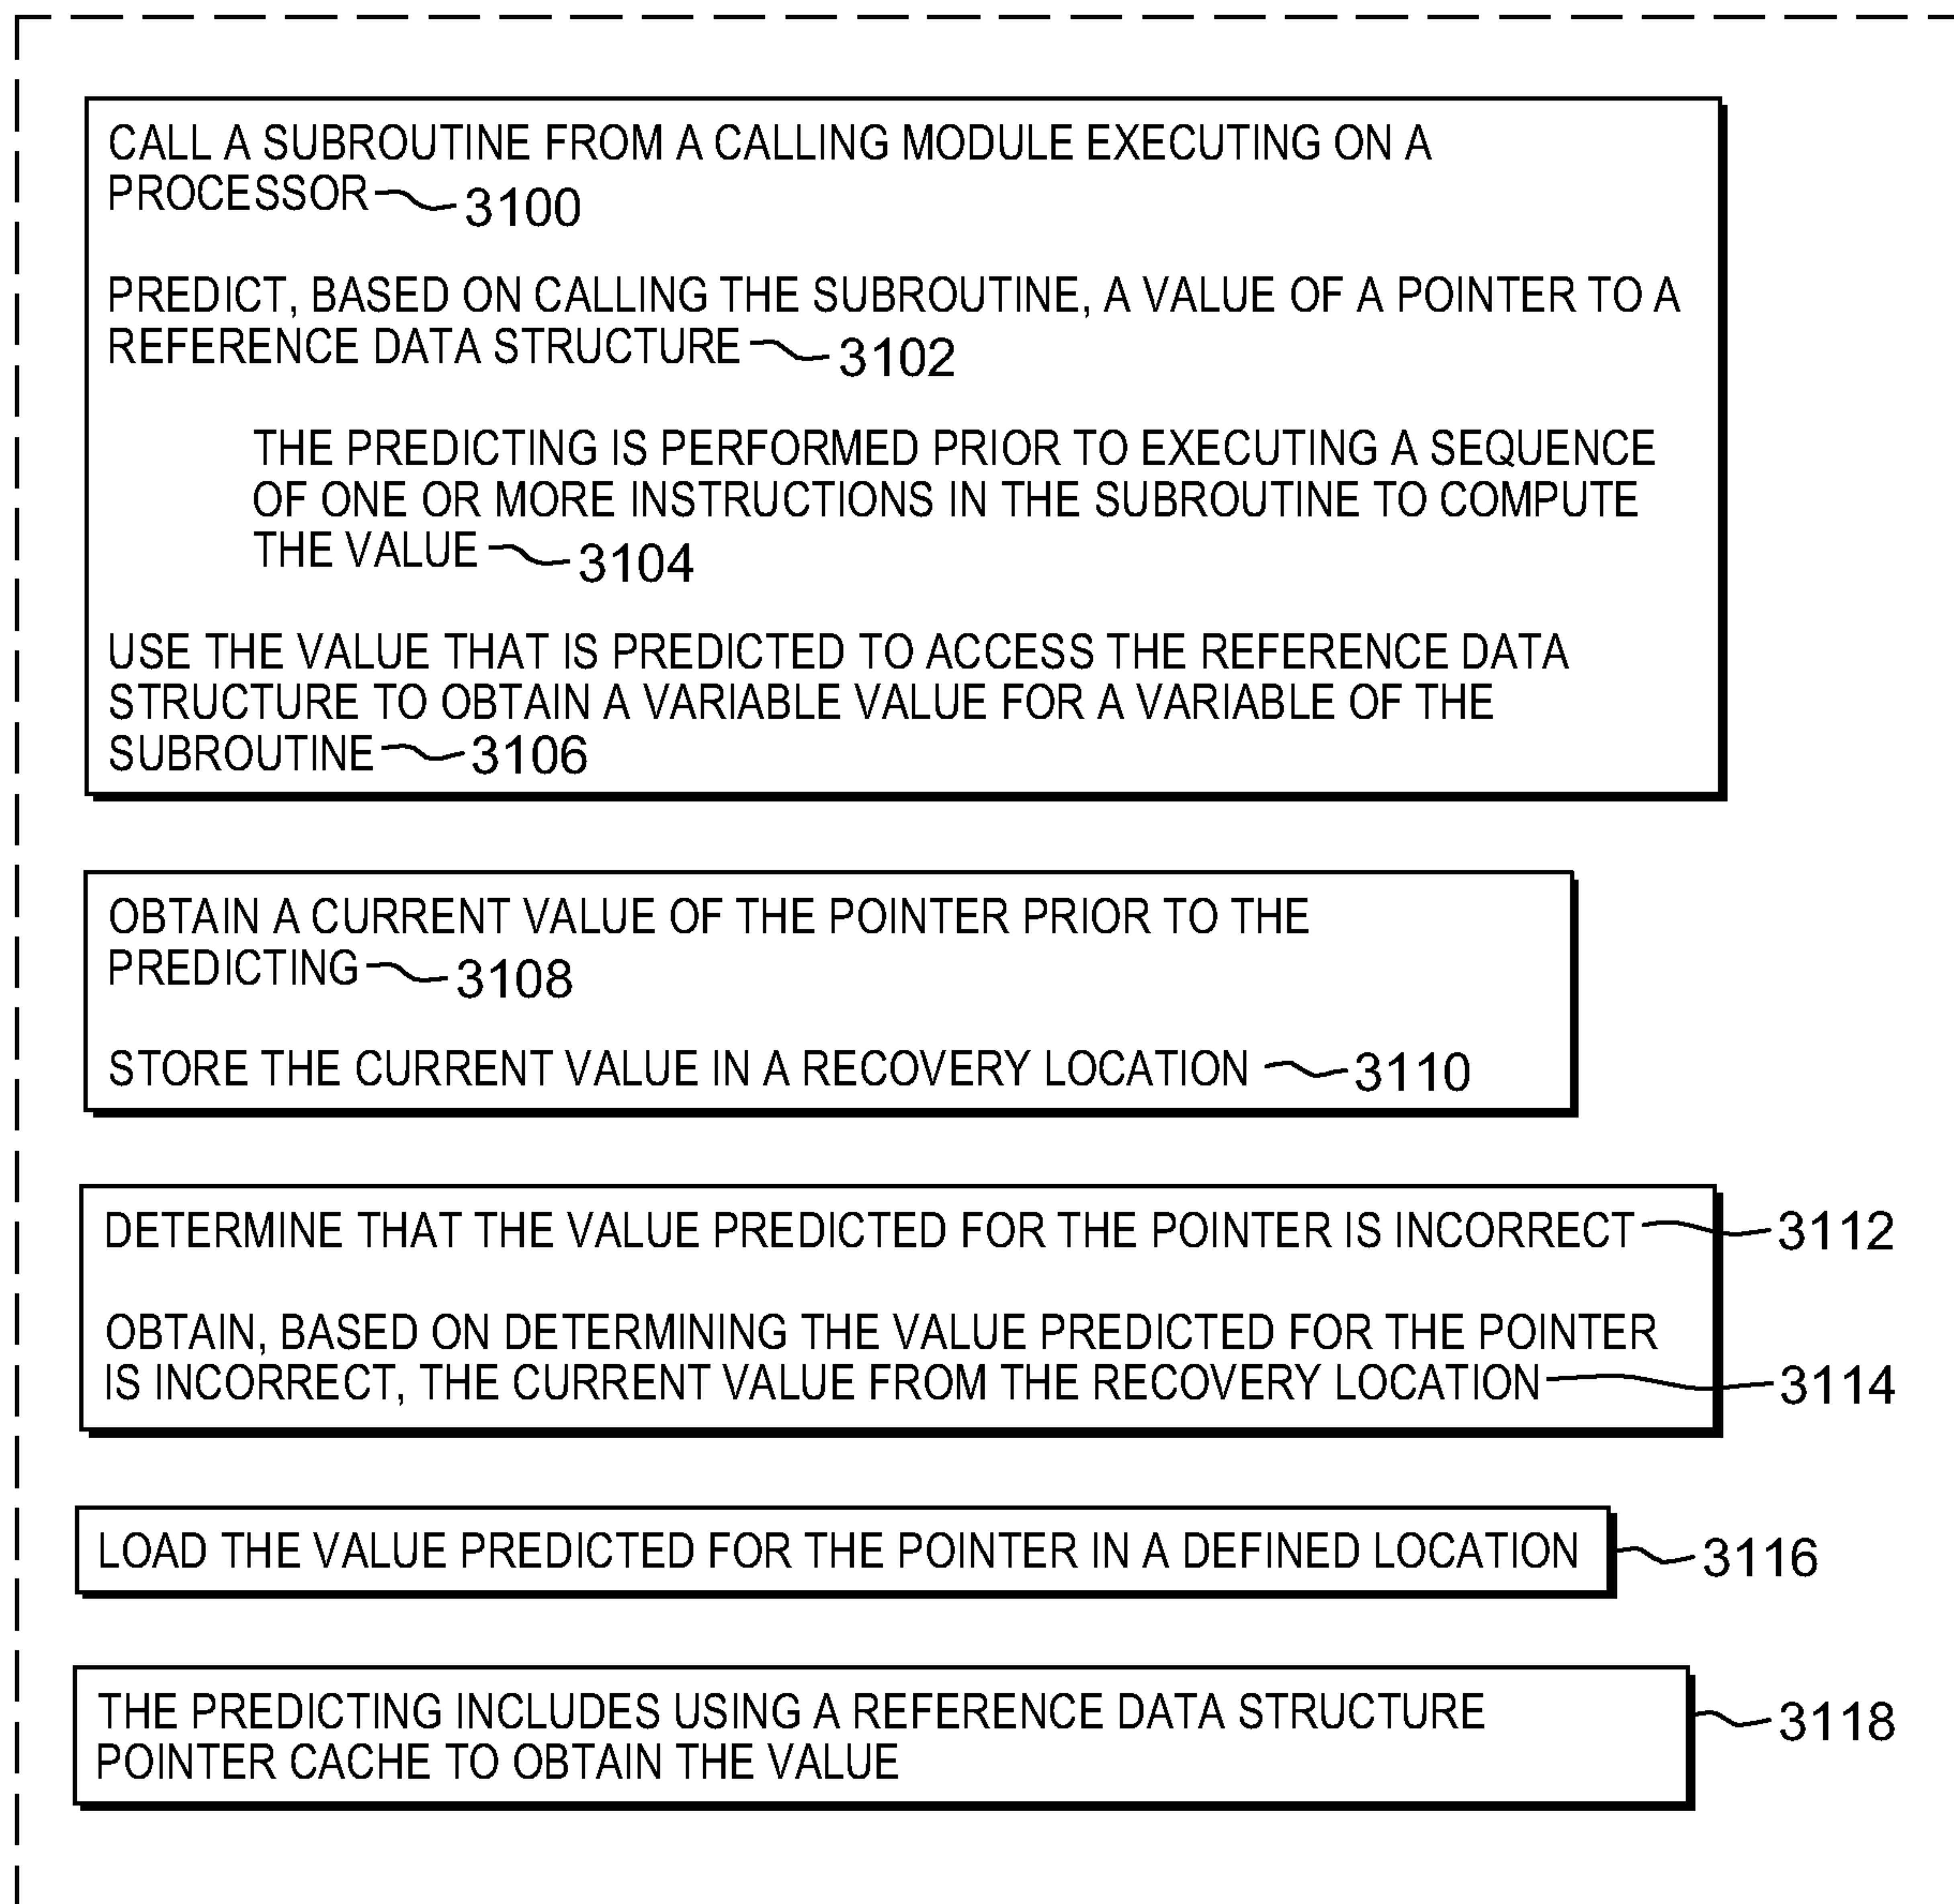 CALL A SUBROUTINE FROM A CALLING MODULE EXECUTING ON A
PROCESSOR 3100
PREDICT, BASED ON CALLING THE SUBROUTINE, A VALUE OF A POINTER TO A
REFERENCE DATA STRUCTURE 3102
THE PREDICTING IS PERFORMED PRIOR TO EXECUTING A SEQUENCE
OF ONE OR MORE INSTRUCTIONS IN THE SUBROUTINE TO COMPUTE
THE VALUE 3104
USE THE VALUE THAT IS PREDICTED TO ACCESS THE REFERENCE DATA
STRUCTURE TO OBTAIN A VARIABLE VALUE FOR A VARIABLE OF THE
SUBROUTINE 3106
OBTAIN A CURRENT VALUE OF THE POINTER PRIOR TO THE
PREDICTING 3108
STORE THE CURRENT VALUE IN A RECOVERY LOCATION 3110
DETERMINE THAT THE VALUE PREDICTED FOR THE POINTER IS INCORRECT 3112
OBTAIN, BASED ON DETERMINING THE VALUE PREDICTED FOR THE POINTER
IS INCORRECT, THE CURRENT VALUE FROM THE RECOVERY LOCATION 3114
LOAD THE VALUE PREDICTED FOR THE POINTER IN A DEFINED LOCATION 3116
THE PREDICTING INCLUDES USING A REFERENCE DATA STRUCTURE 3118
POINTER CACHE TO OBTAIN THE VALUE